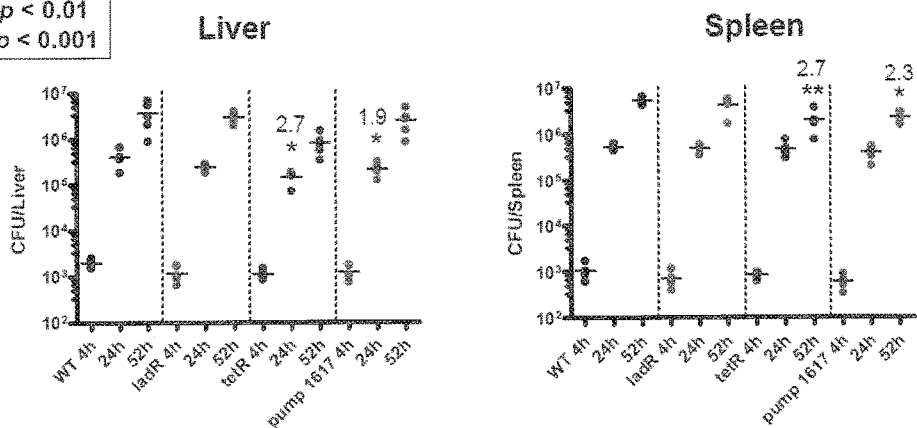 p < 0.01
p < 0.001
Liver
Spleen
CFU/Liver
10⁷
10⁶
10⁵
10⁴
10³
10²
2.7
*
1.9
*
WT 4h
24h
52h
ladR 4h
24h
52h
tetR 4h
24h
52h
pump 1617 4h
24h
52h
CFU/Spleen
10⁷
10⁶
10⁵
10⁴
10³
10²
2.7
**
2.3
*
WT 4h
24h
52h
ladR 4h
24h
52h
tetR 4h
24h
52h
pump 1617 4h
24h
52h